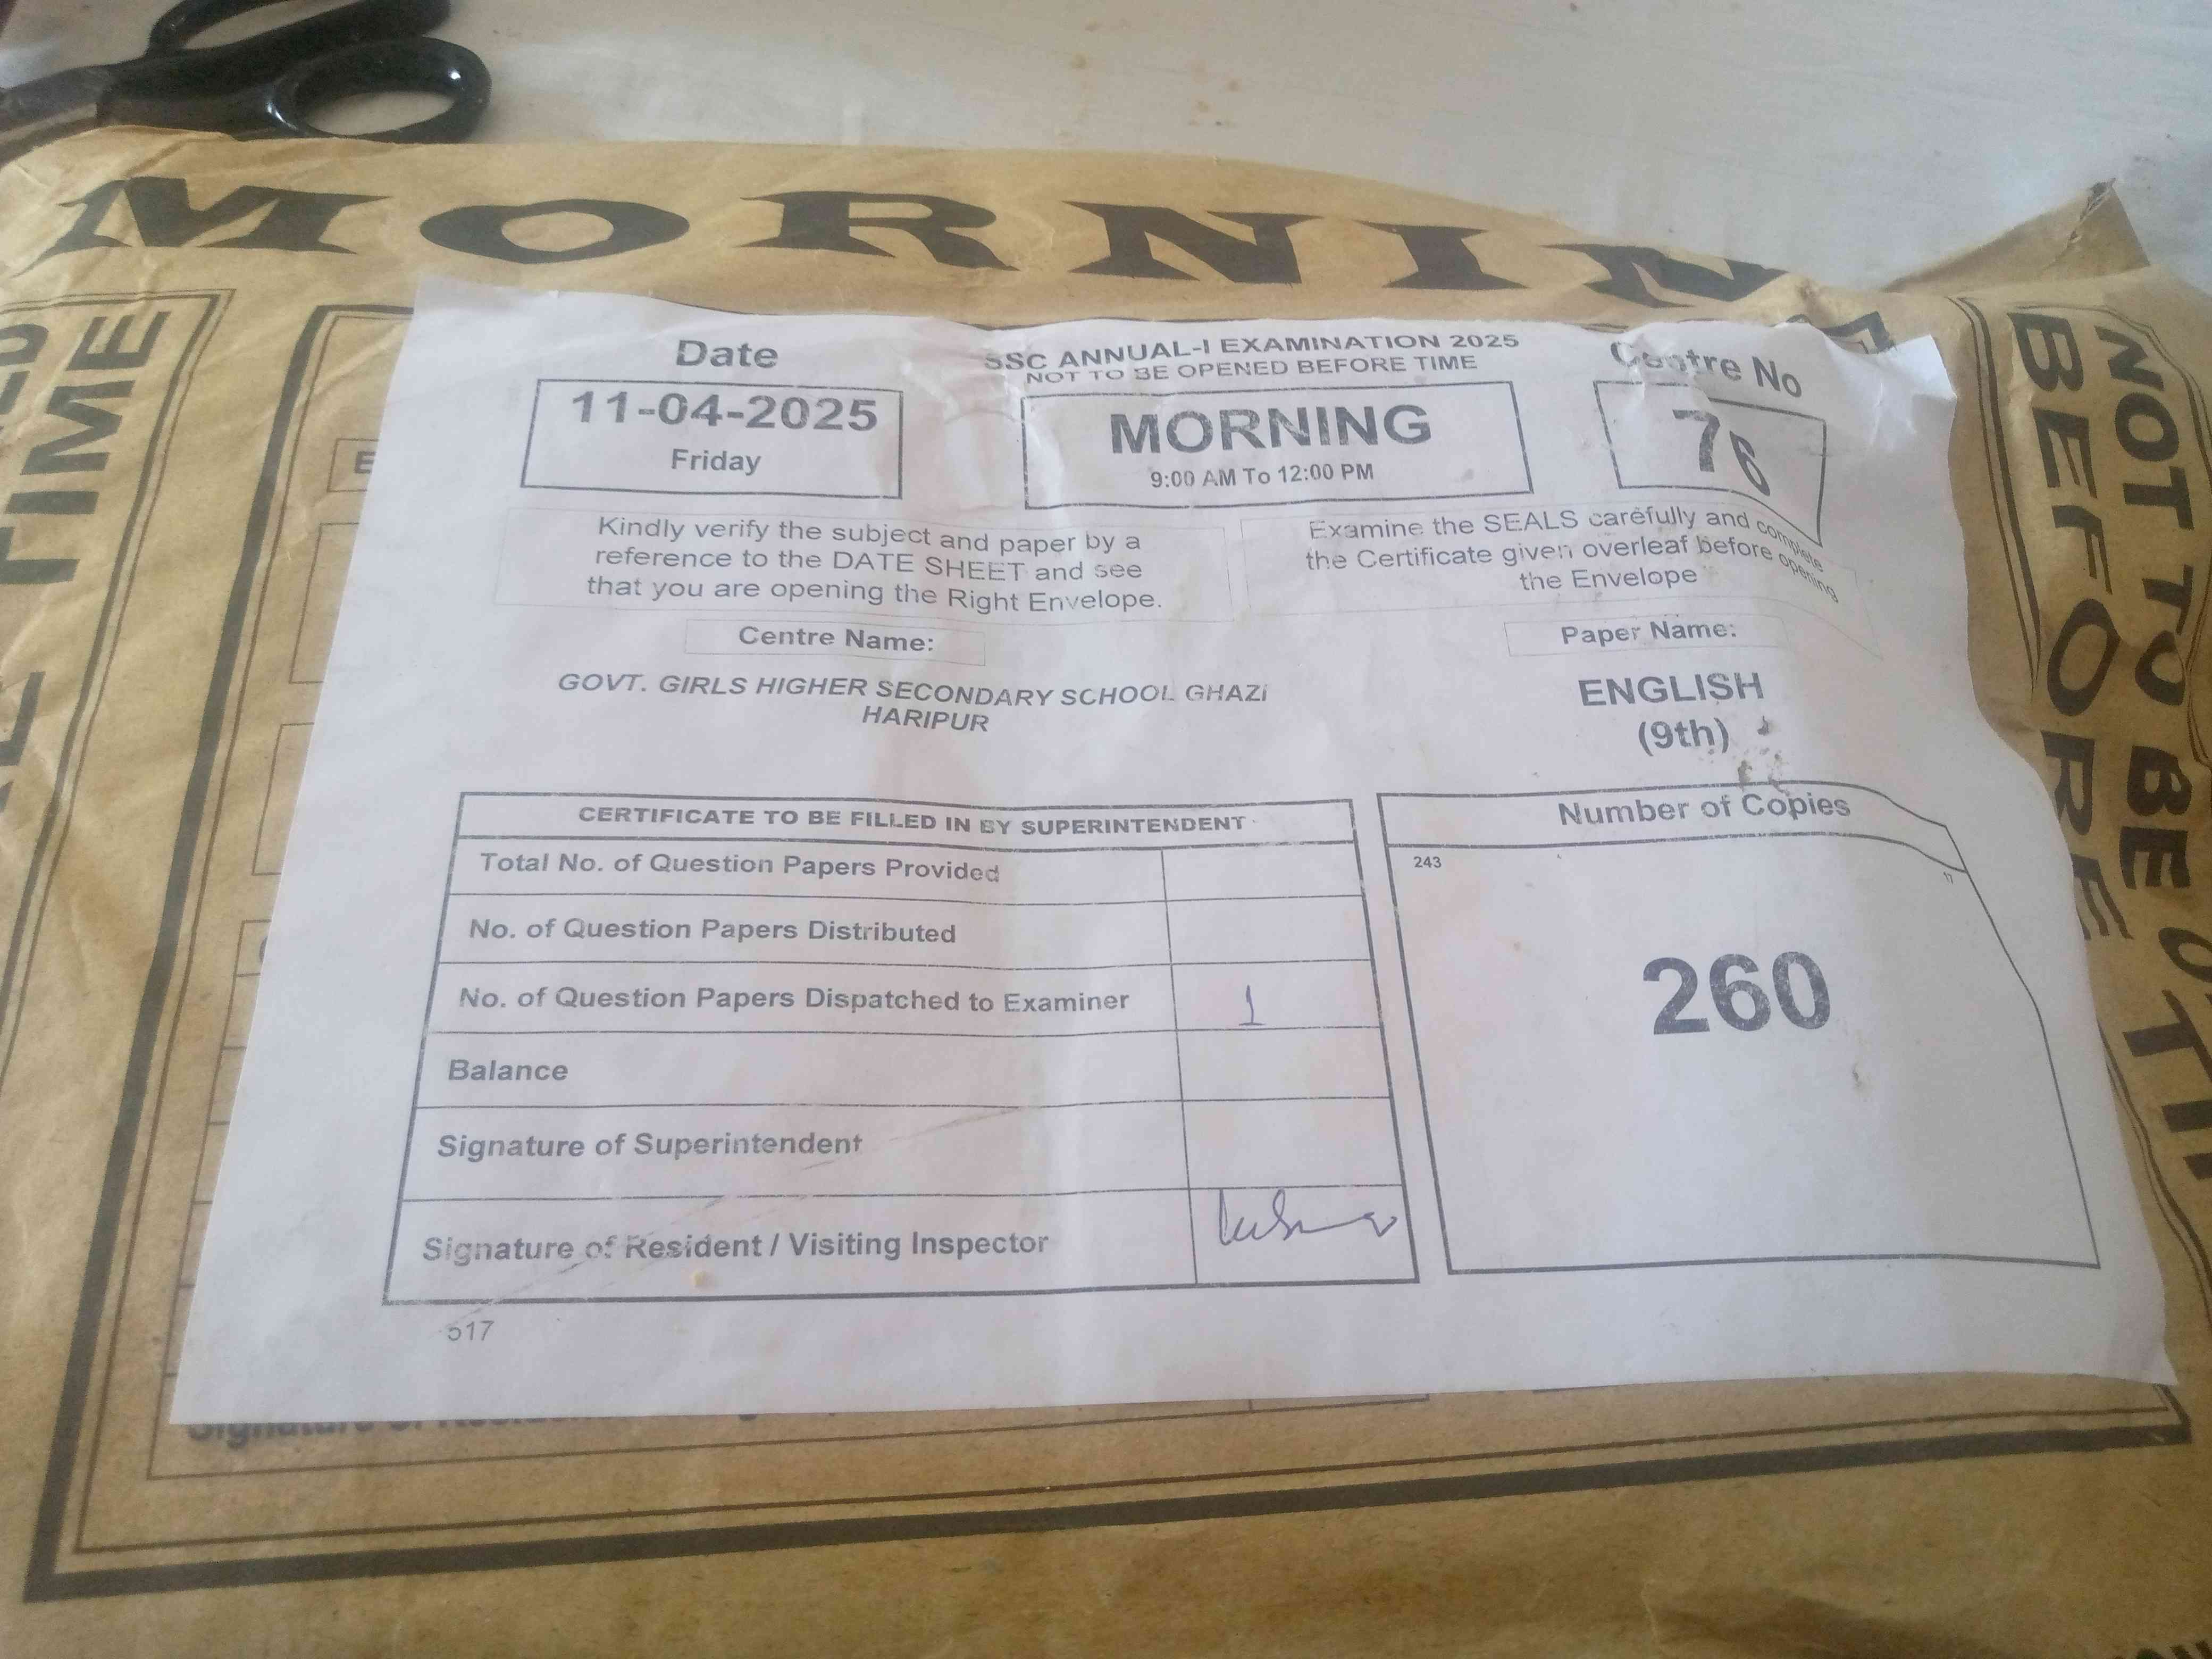 MORNIN
TIME
NOT TO BE
BEFORE
Date
11-04-2025
Friday
SSC ANNUAL-I EXAMINATION 2025
NOT TO BE OPENED BEFORE TIME
MORNING
9:00 AM To 12:00 PM
Centre No
76
Kindly verify the subject and paper by a
reference to the DATE SHEET and see
that you are opening the Right Envelope.
Examine the SEALS carefully and complete
the Certificate given overleaf before opening
the Envelope
Centre Name:
GOVT. GIRLS HIGHER SECONDARY SCHOOL GHAZI
HARIPUR
Paper Name:
ENGLISH
(9th)
CERTIFICATE TO BE FILLED IN BY SUPERINTENDENT
Total No. of Question Papers Provided
No. of Question Papers Distributed
No. of Question Papers Dispatched to Examiner 1
Balance
Signature of Superintendent
Signature of Resident / Visiting Inspector
517
Number of Copies
243 17
260